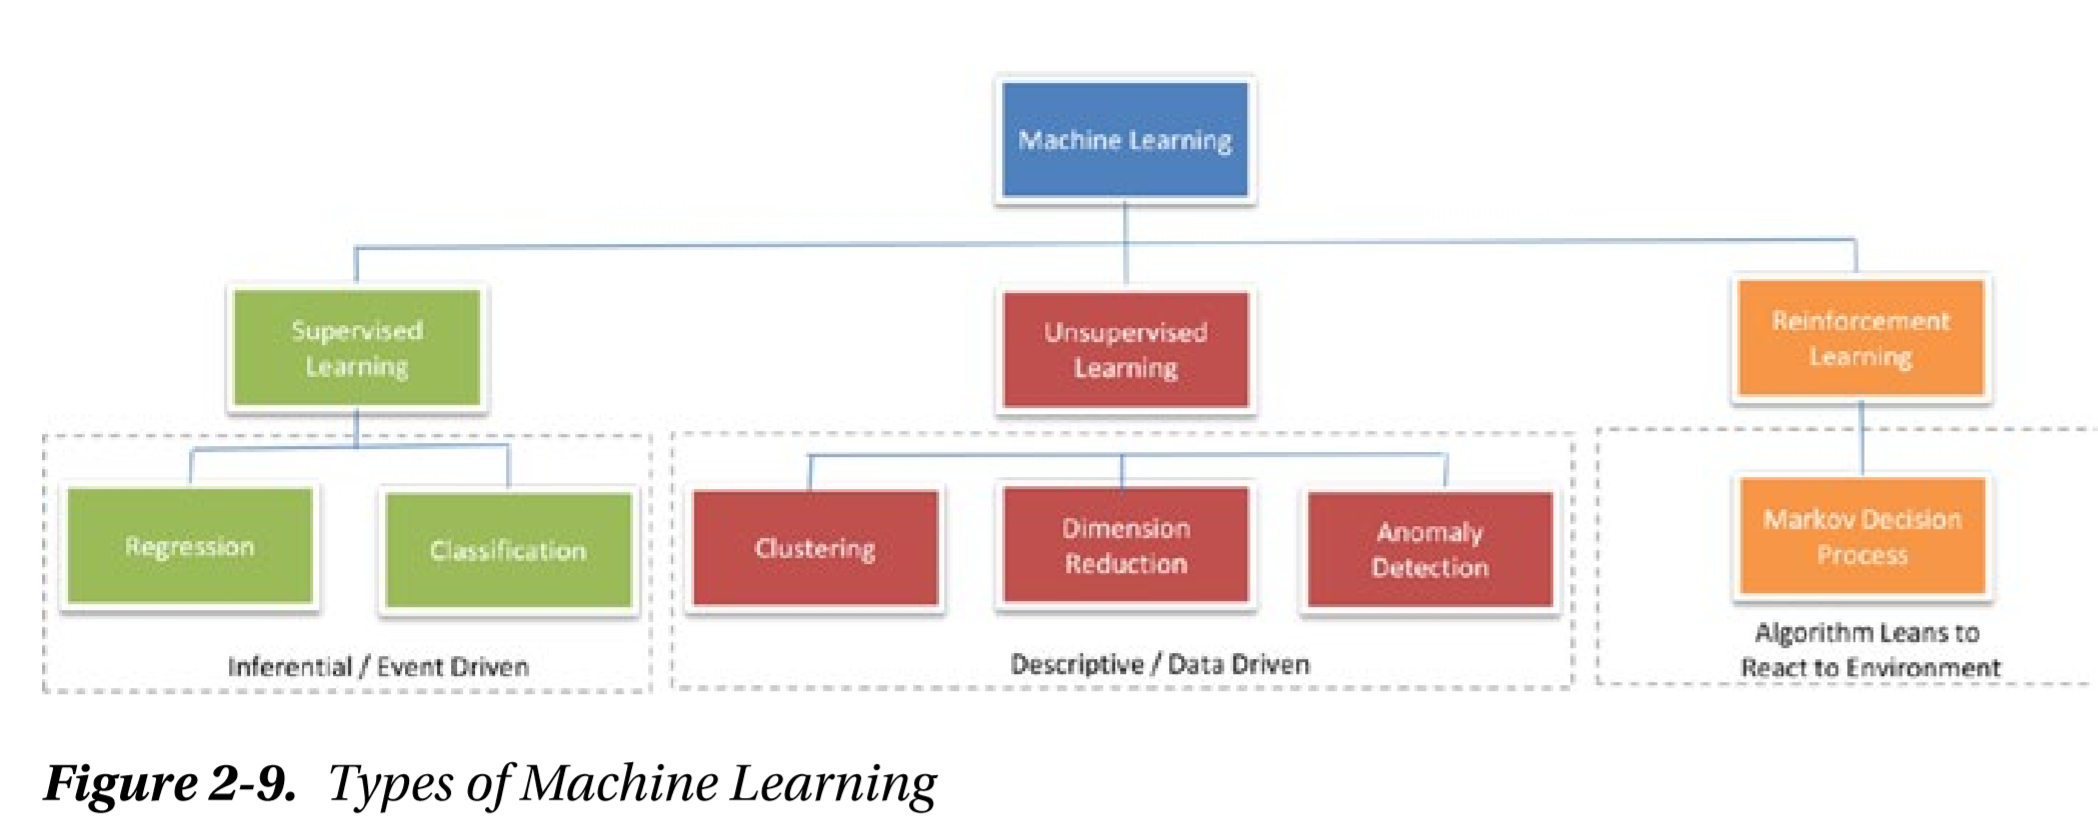 Machine Learning
Supervised
Learning
Unsupervised
Learning
Reinforcement
Learning
Regression
Classification
Clustering
Dimension
Reduction
Anomaly
Detection
Markov Decision
Process
Inferential / Event Driven
Descriptive / Data Driven
Algorithm Leans to
React to Environment
Figure 2-9. Types of Machine Learning